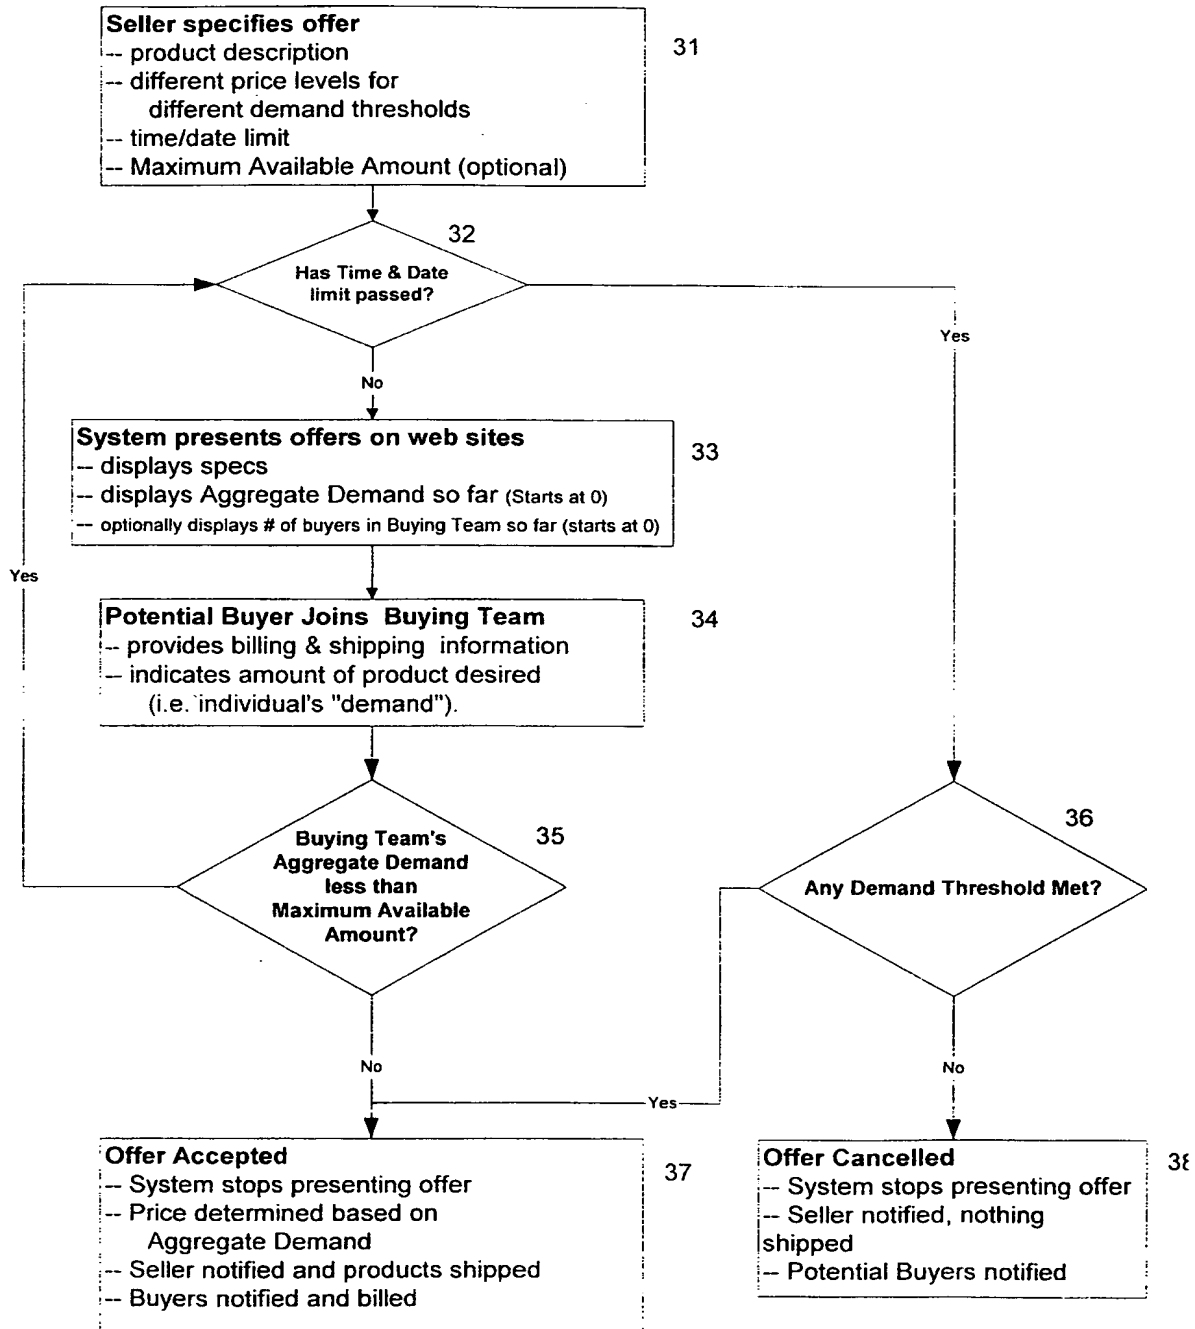 Seller specifies offer
-- product description
-- different price levels for
different demand thresholds
-- time/date limit
-- Maximum Available Amount (optional)
31
32
Has Time & Date
limit passed?
Yes
No
System presents offers on web sites
-- displays specs
-- displays Aggregate Demand so far (Starts at 0)
-- optionally displays # of buyers in Buying Team so far (starts at 0)
33
Yes
Potential Buyer Joins Buying Team
-- provides billing & shipping information
-- indicates amount of product desired
(i.e. individual's "demand").
34
35
Buying Team's
Aggregate Demand
less than
Maximum Available
Amount?
36
Any Demand Threshold Met?
No
No
Yes
Offer Accepted
-- System stops presenting offer
-- Price determined based on
Aggregate Demand
-- Seller notified and products shipped
-- Buyers notified and billed
37
Offer Cancelled
-- System stops presenting offer
-- Seller notified, nothing
shipped
-- Potential Buyers notified